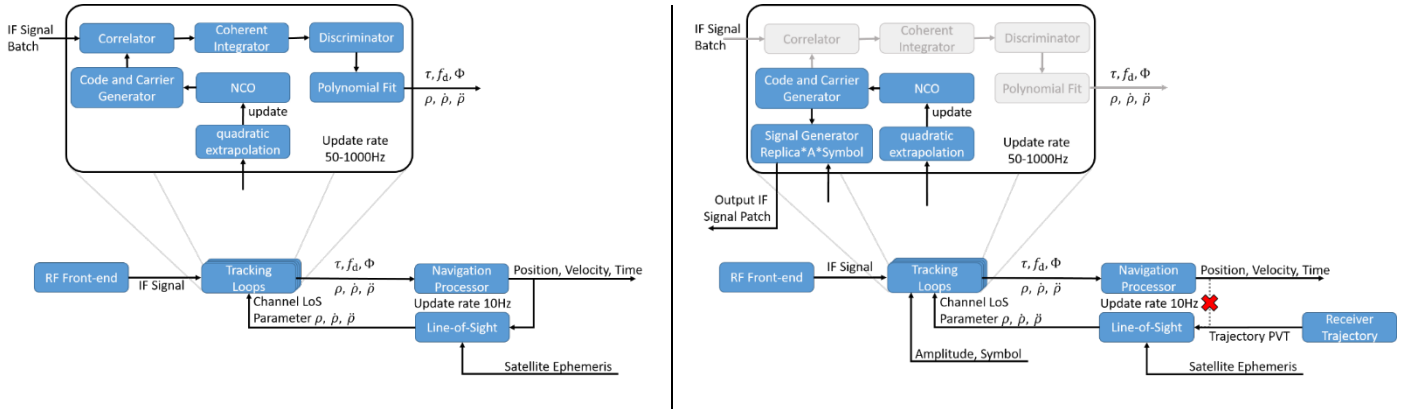 IF Signal
Batch
Correlator
Coherent
Integrator
Discriminator
Code and Carrier
Generator
NCO
Polynomial Fit
τ, f_d, Φ
ρ, ρ̇, ρ̈
update
quadratic
extrapolation
Update rate
50-1000Hz
RF Front-end
IF Signal
Tracking
Loops
τ, f_d, Φ
ρ, ρ̇, ρ̈
Navigation
Processor
Position, Velocity, Time
Update rate 10Hz
Channel LoS
Parameter ρ, ρ̇, ρ̈
Line-of-Sight
Satellite Ephemeris
IF Signal
Batch
Correlator
Coherent
Integrator
Discriminator
Code and Carrier
Generator
NCO
Polynomial Fit
τ, f_d, Φ
ρ, ρ̇, ρ̈
update
Signal Generator
Replica*A*Symbol
quadratic
extrapolation
Update rate
50-1000Hz
Output IF
Signal Patch
RF Front-end
IF Signal
Tracking
Loops
τ, f_d, Φ
ρ, ρ̇, ρ̈
Navigation
Processor
Position, Velocity, Time
Update rate 10Hz
Channel LoS
Parameter ρ, ρ̇, ρ̈
Line-of-Sight
Trajectory PVT
Receiver
Trajectory
Amplitude, Symbol
Satellite Ephemeris